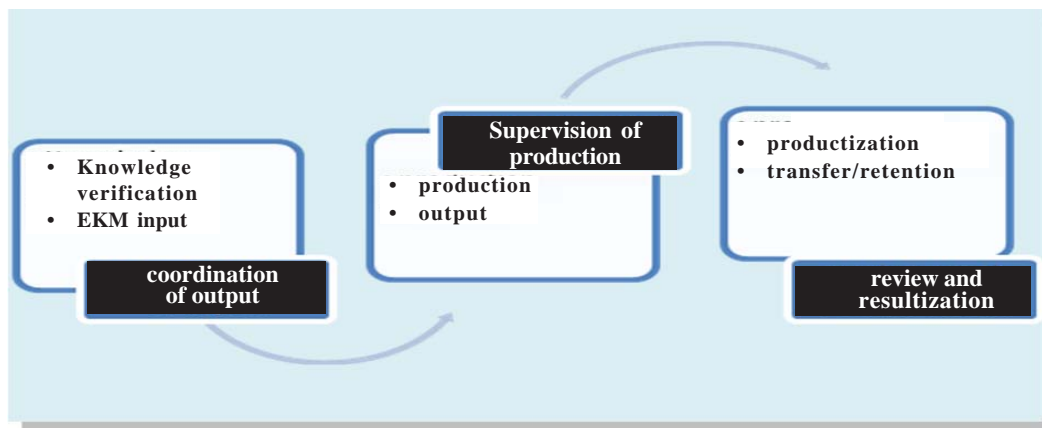 • Knowledge
verification
• EKM input
coordination
of output
Supervision of
production
• production
• output
• productization
• transfer/retention
review and
resultization